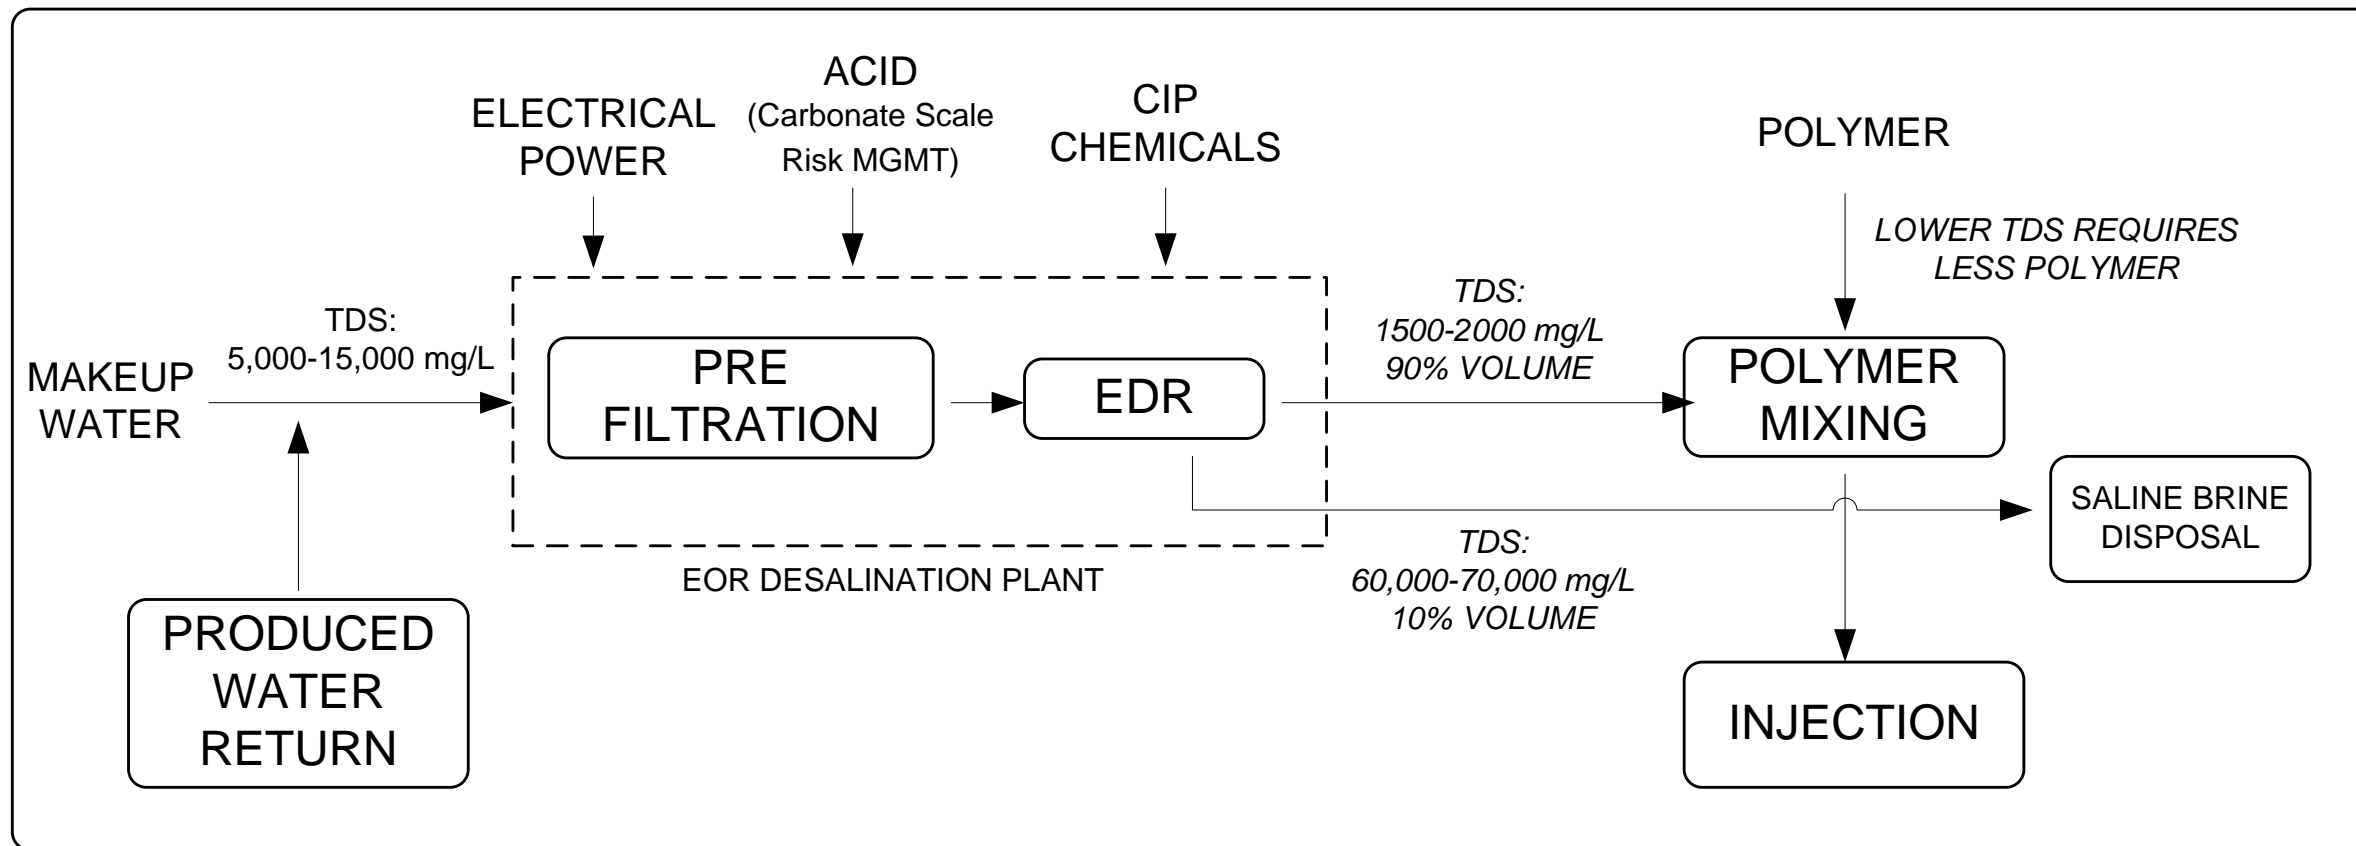 ELECTRICAL
POWER
ACID
(Carbonate Scale
Risk MGMT)
CIP
CHEMICALS
POLYMER
LOWER TDS REQUIRES
LESS POLYMER
MAKEUP
WATER
TDS:
5,000-15,000 mg/L
PRE
FILTRATION
EDR
TDS:
1500-2000 mg/L
90% VOLUME
POLYMER
MIXING
SALINE BRINE
DISPOSAL
TDS:
60,000-70,000 mg/L
10% VOLUME
EOR DESALINATION PLANT
PRODUCED
WATER
RETURN
INJECTION